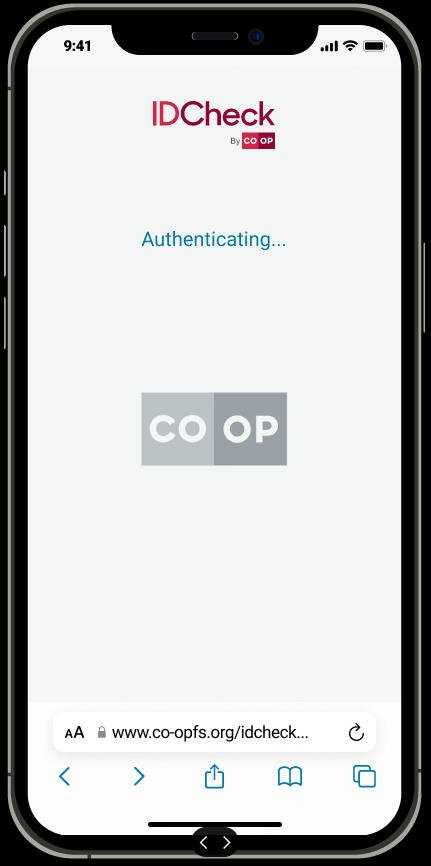 9:41
IDCheck
By CO OP
Authenticating...
CO OP
AA www.co-opfs.org/idcheck...